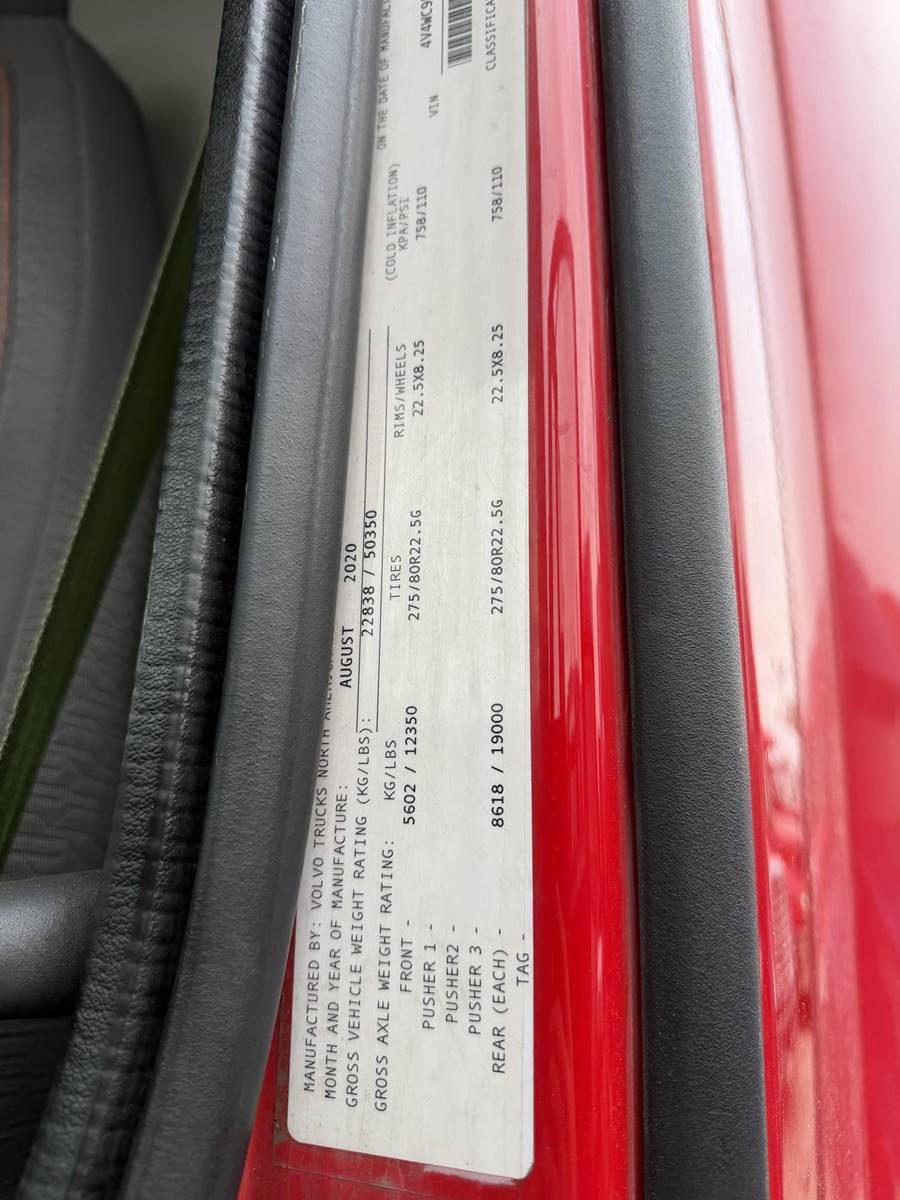 MANUFACTURED BY: VOLVO TRUCKS NORTH
MONTH AND YEAR OF MANUFACTURE: AUGUST 2020
GROSS VEHICLE WEIGHT RATING (KG/LBS): 22838 / 50350
GROSS AXLE WEIGHT RATING: KG/LBS TIRES RIMS/WHEELS (COLD INFLATION) KPA/PSI ON THE DATE OF
FRONT - 5602 / 12350 275/80R22.5G 22.5X8.25 758/110
PUSHER 1 - VIN 4V4WC9
PUSHER2 -
PUSHER 3 -
REAR (EACH) - 8618 / 19000 275/80R22.5G 22.5X8.25 758/110
TAG -